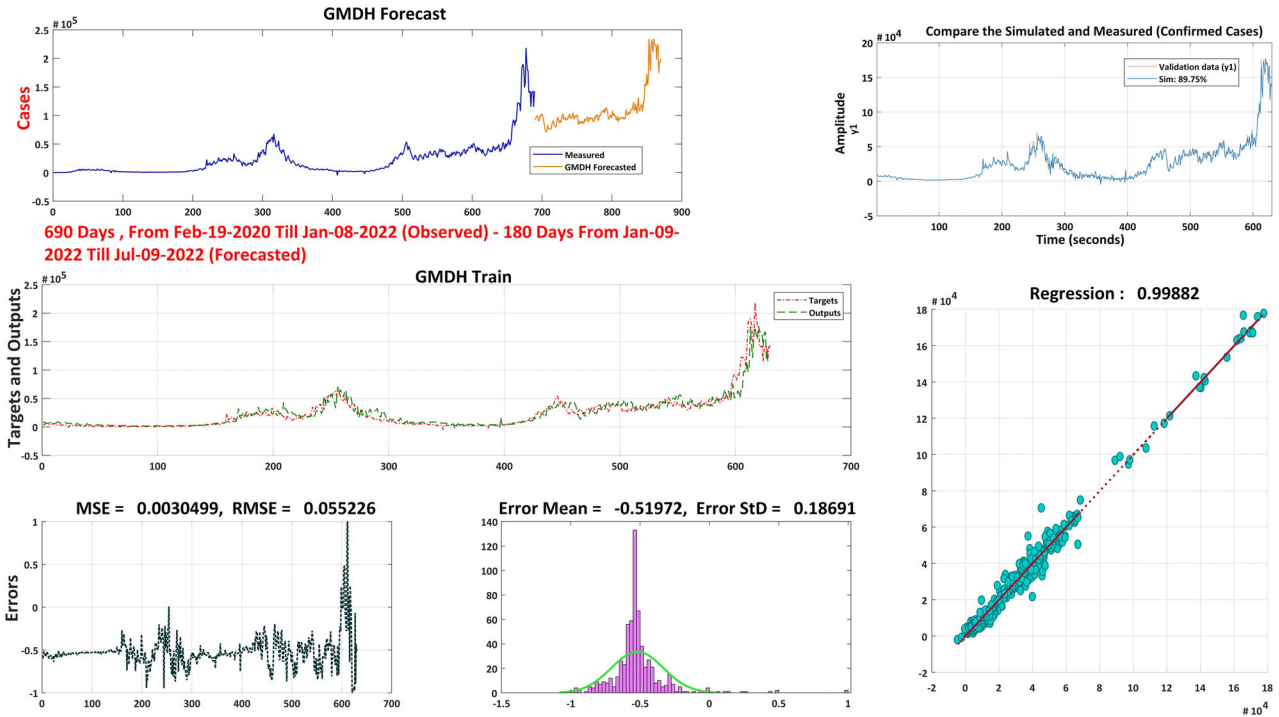 GMDH Forecast
# 10^5
2.5
2
1.5
1
0.5
0
-0.5
Cases
Measured
GMDH Forecasted
0 100 200 300 400 500 600 700 800 900
690 Days , From Feb-19-2020 Till Jan-08-2022 (Observed) - 180 Days From Jan-09-
2022 Till Jul-09-2022 (Forecasted)
Compare the Simulated and Measured (Confirmed Cases)
# 10^4
20
15
10
5
0
-5
Amplitude
y1
Validation data (y1)
Sim: 89.75%
100 200 300 400 500 600
Time (seconds)
GMDH Train
# 10^5
2.5
2
1.5
1
0.5
0
-0.5
Targets and Outputs
Targets
Outputs
0 100 200 300 400 500 600 700
MSE = 0.0030499, RMSE = 0.055226
1
0.5
0
-0.5
-1
Errors
0 100 200 300 400 500 600 700
Error Mean = -0.51972, Error StD = 0.18691
140
120
100
80
60
40
20
0
-1.5 -1 -0.5 0 0.5 1
Regression : 0.99882
# 10^4
18
16
14
12
10
8
6
4
2
0
-2
-2 0 2 4 6 8 10 12 14 16 18
# 10^4